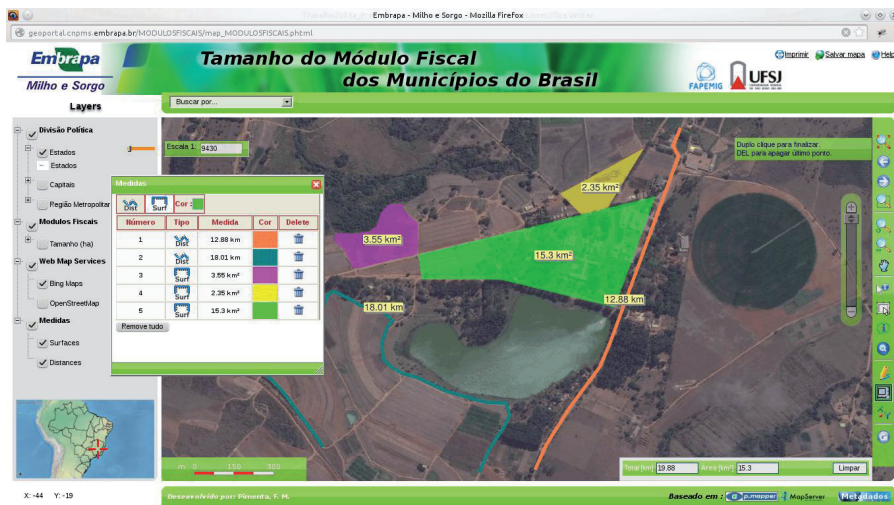 Embrapa - Milho e Sorgo - Mozilla Firefox
geoportal.cnpms.embrapa.br/MODULOSFISCAIS/map_MODULOSFISCAIS.phtml
Embrapa
Milho e Sorgo
Tamanho do Módulo Fiscal
dos Municípios do Brasil
FAPEMIG
UFSJ
Imprimir
Salvar mapa
Help
Layers
Buscar por...
Divisão Política
Estados
Estados
Capitais
Região Metropolitar
Modulos Fiscais
Tamanho (ha)
Web Map Services
Bing Maps
OpenStreetMap
Medidas
Surfaces
Distances
Escala 1: 9430
Duplo clique para finalizar.
DEL para apagar último ponto.
Medidas
Dist Surf Cor:
Número Tipo Medida Cor Delete
1 Dist 12.88 km
2 Dist 18.01 km
3 Surf 3.55 km²
4 Surf 2.35 km²
5 Surf 15.3 km²
Remove tudo
2.35 km²
3.55 km²
15.3 km²
12.88 km
18.01 km
m 0 150 300
Total [km] 19.88 Area [km²] 15.3 Limpar
X: -44 Y: -19
Desenvolvido por: Pimenta, F. M.
Baseado em : p.mapper MapServer Metadados